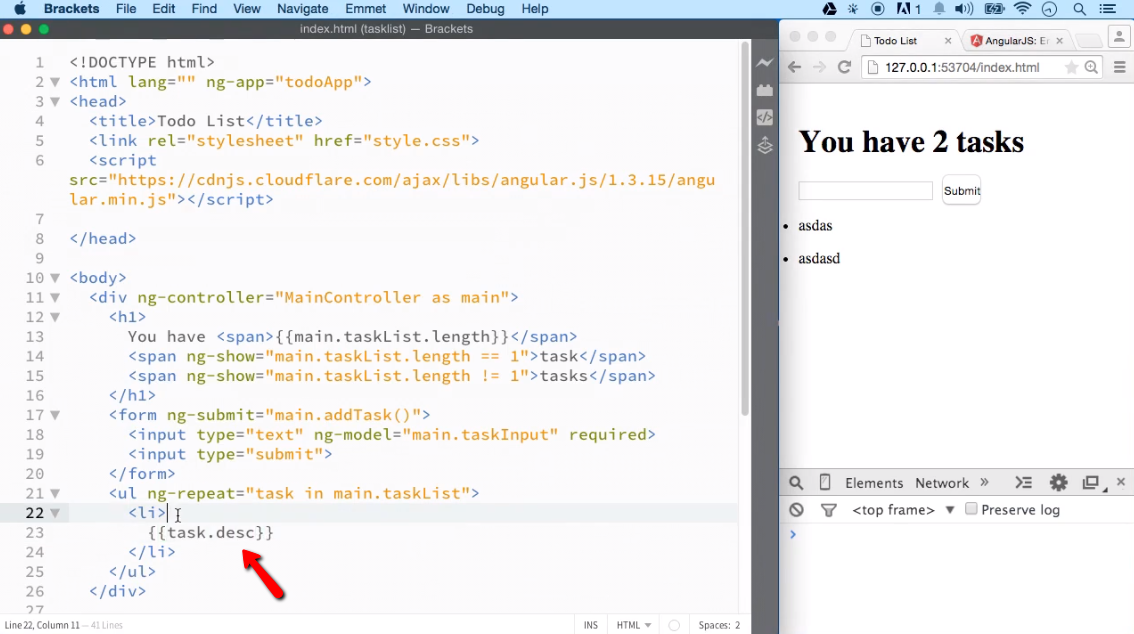 Brackets File Edit Find View Navigate Emmet Window Debug Help 1
index.html (tasklist) — Brackets
1 <!DOCTYPE html>
2 <html lang="" ng-app="todoApp">
3 <head>
4 <title>Todo List</title>
5 <link rel="stylesheet" href="style.css">
6 <script
src="https://cdnjs.cloudflare.com/ajax/libs/angular.js/1.3.15/angu
lar.min.js"></script>
7
8 </head>
9
10 <body>
11 <div ng-controller="MainController as main">
12 <h1>
13 You have <span>{{main.taskList.length}}</span>
14 <span ng-show="main.taskList.length == 1">task</span>
15 <span ng-show="main.taskList.length != 1">tasks</span>
16 </h1>
17 <form ng-submit="main.addTask()">
18 <input type="text" ng-model="main.taskInput" required>
19 <input type="submit">
20 </form>
21 <ul ng-repeat="task in main.taskList">
22 <li>
23 {{task.desc}}
24 </li>
25 </ul>
26 </div>
27
Line 22, Column 11 — 41 Lines INS HTML Spaces: 2
Todo List AngularJS: Er
127.0.0.1:53704/index.html
You have 2 tasks
Submit
• asdas
• asdasd
Elements Network »
<top frame> Preserve log